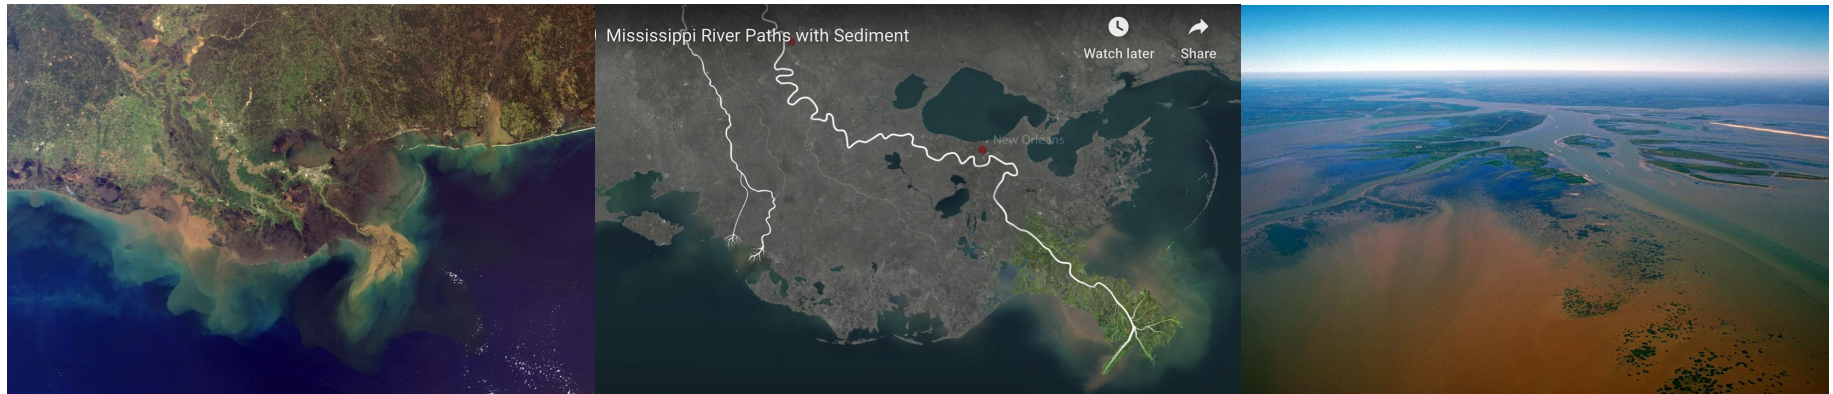 Mississippi River Paths with Sediment
Watch later
Share
New Orleans